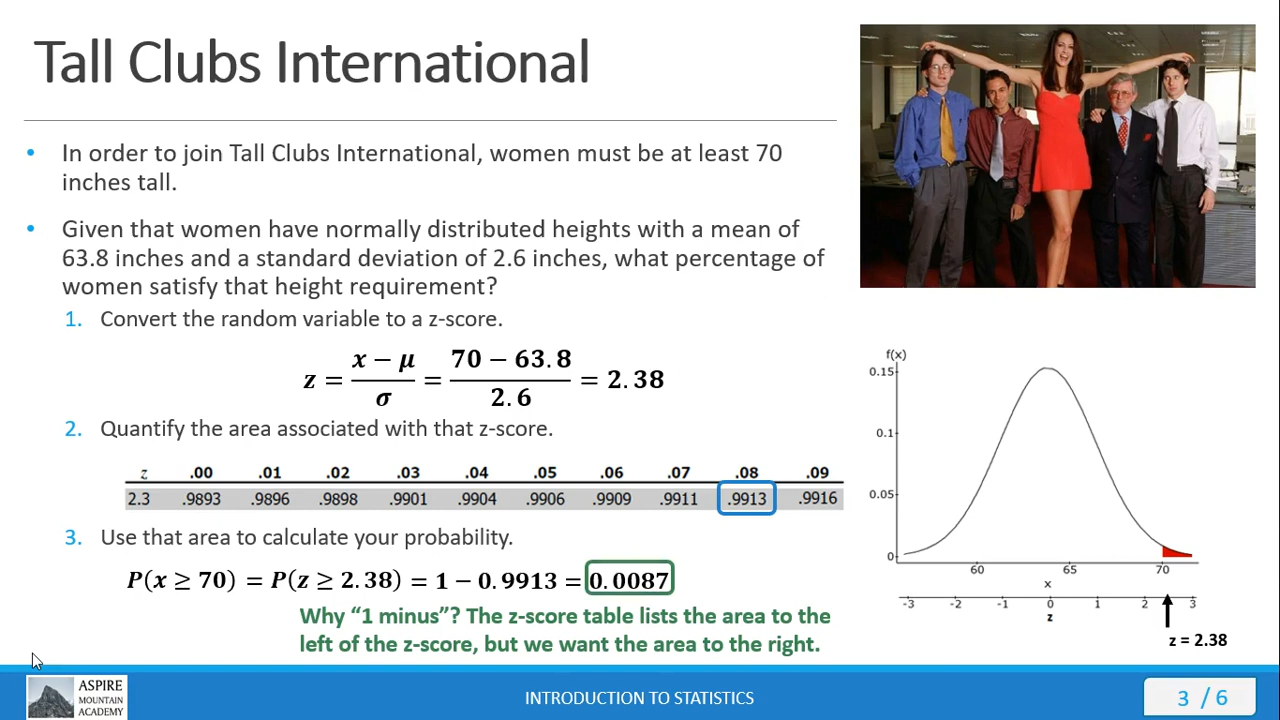 Tall Clubs International
• In order to join Tall Clubs International, women must be at least 70
inches tall.
• Given that women have normally distributed heights with a mean of
63.8 inches and a standard deviation of 2.6 inches, what percentage of
women satisfy that height requirement?
1. Convert the random variable to a z-score.
z = (x − μ)/σ = (70 − 63.8)/2.6 = 2.38
2. Quantify the area associated with that z-score.
z .00 .01 .02 .03 .04 .05 .06 .07 .08 .09
2.3 .9893 .9896 .9898 .9901 .9904 .9906 .9909 .9911 .9913 .9916
3. Use that area to calculate your probability.
P(x ≥ 70) = P(z ≥ 2.38) = 1 − 0.9913 = 0.0087
Why “1 minus”? The z-score table lists the area to the
left of the z-score, but we want the area to the right.
f(x)
0.15
0.1
0.05
0
60 65 70
x
-3 -2 -1 0 1 2 3
z
z = 2.38
ASPIRE
MOUNTAIN
ACADEMY
INTRODUCTION TO STATISTICS
3 / 6